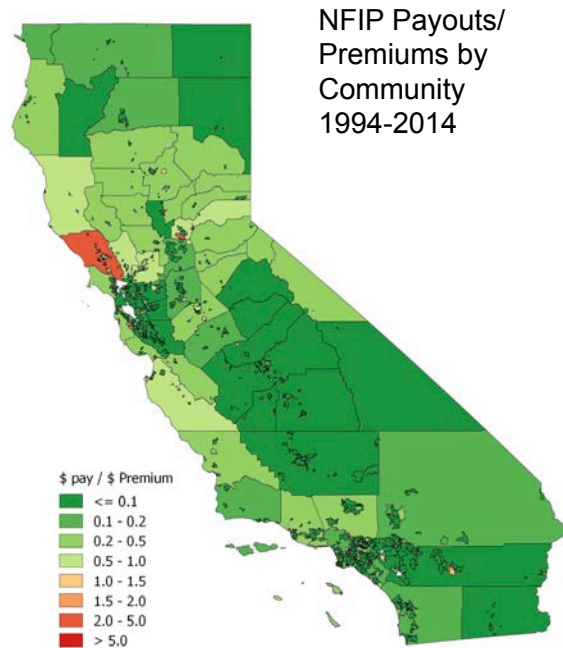 NFIP Payouts/
Premiums by
Community
1994-2014
$ pay / $ Premium
<= 0.1
0.1 - 0.2
0.2 - 0.5
0.5 - 1.0
1.0 - 1.5
1.5 - 2.0
2.0 - 5.0
> 5.0